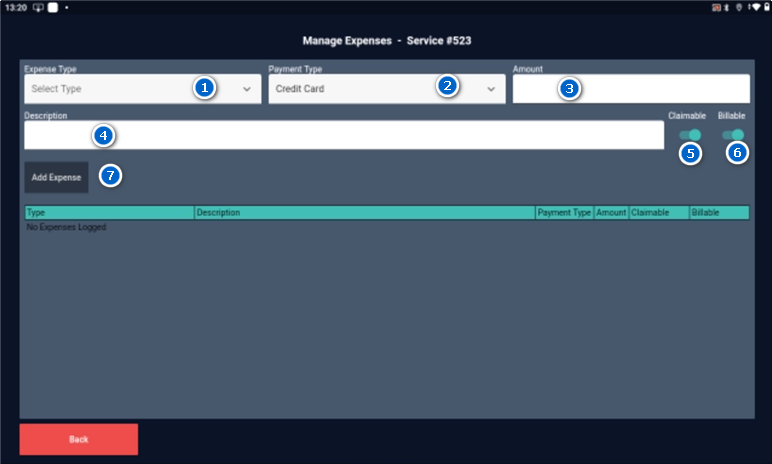 13:20
Manage Expenses - Service #523
Expense Type Payment Type Amount
Select Type 1 Credit Card 2 3
Description Claimable Billable
4 5 6
Add Expense 7
Type Description Payment Type Amount Claimable Billable
No Expenses Logged
Back